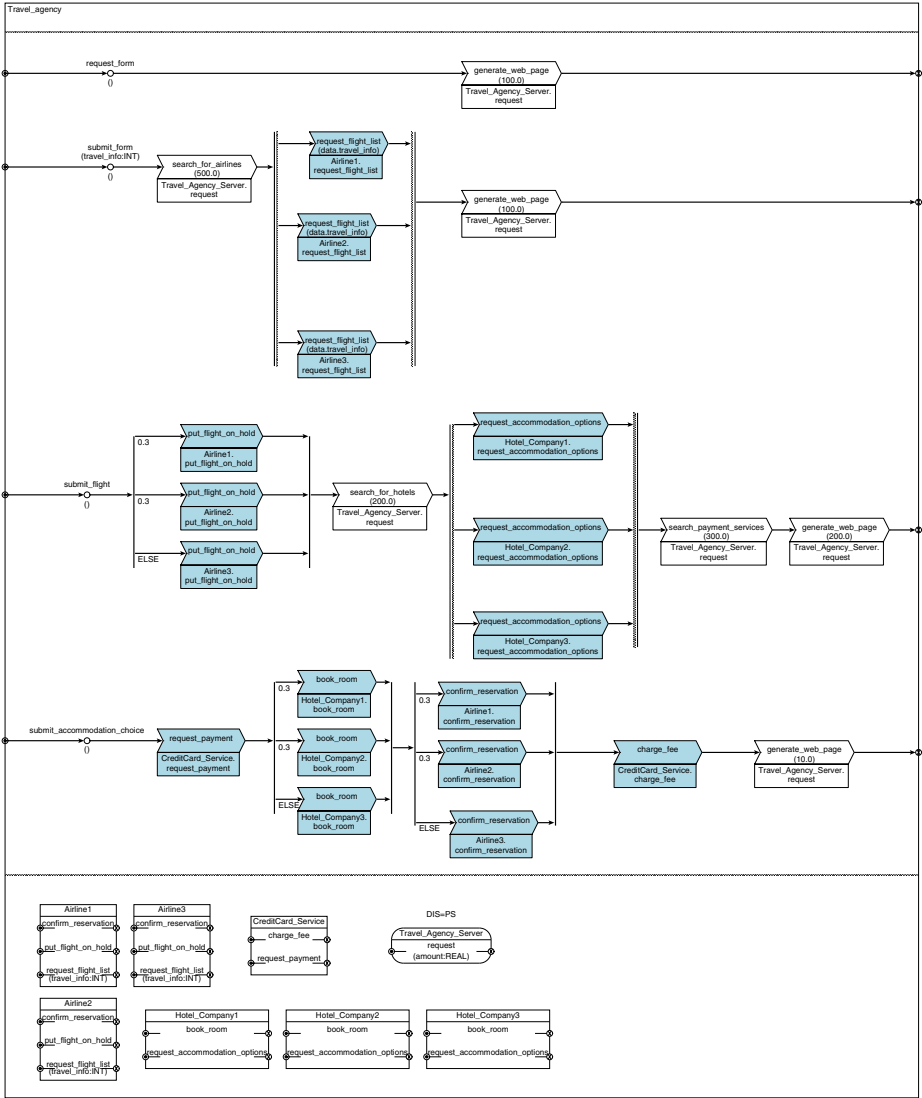 Travel_agency
request_form
()
generate_web_page
(100.0)
Travel_Agency_Server.
request
submit_form
(travel_info:INT)
()
search_for_airlines
(500.0)
Travel_Agency_Server.
request
request_flight_list
(data.travel_info)
Airline1.
request_flight_list
request_flight_list
(data.travel_info)
Airline2.
request_flight_list
request_flight_list
(data.travel_info)
Airline3.
request_flight_list
generate_web_page
(100.0)
Travel_Agency_Server.
request
submit_flight
()
0.3
put_flight_on_hold
Airline1.
put_flight_on_hold
0.3
put_flight_on_hold
Airline2.
put_flight_on_hold
ELSE
put_flight_on_hold
Airline3.
put_flight_on_hold
search_for_hotels
(200.0)
Travel_Agency_Server.
request
request_accommodation_options
Hotel_Company1.
request_accommodation_options
request_accommodation_options
Hotel_Company2.
request_accommodation_options
request_accommodation_options
Hotel_Company3.
request_accommodation_options
search_payment_services
(300.0)
Travel_Agency_Server.
request
generate_web_page
(200.0)
Travel_Agency_Server.
request
submit_accommodation_choice
()
request_payment
CreditCard_Service.
request_payment
0.3
book_room
Hotel_Company1.
book_room
0.3
book_room
Hotel_Company2.
book_room
ELSE
book_room
Hotel_Company3.
book_room
0.3
confirm_reservation
Airline1.
confirm_reservation
0.3
confirm_reservation
Airline2.
confirm_reservation
ELSE
confirm_reservation
Airline3.
confirm_reservation
charge_fee
CreditCard_Service.
charge_fee
generate_web_page
(10.0)
Travel_Agency_Server.
request
Airline1
confirm_reservation
put_flight_on_hold
request_flight_list
(travel_info:INT)
Airline3
confirm_reservation
put_flight_on_hold
request_flight_list
(travel_info:INT)
CreditCard_Service
charge_fee
request_payment
DIS=PS
Travel_Agency_Server
request
(amount:REAL)
Airline2
confirm_reservation
put_flight_on_hold
request_flight_list
(travel_info:INT)
Hotel_Company1
book_room
request_accommodation_options
Hotel_Company2
book_room
request_accommodation_options
Hotel_Company3
book_room
request_accommodation_options